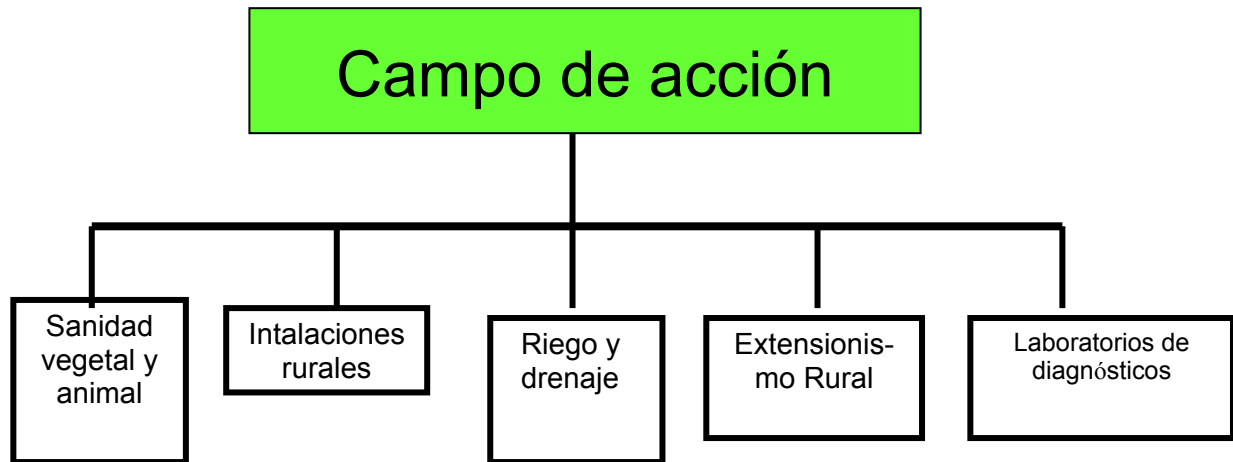 Campo de acción
Sanidad
vegetal y
animal
Intalaciones
rurales
Riego y
drenaje
Extensionis-
mo Rural
Laboratorios de
diagnósticos